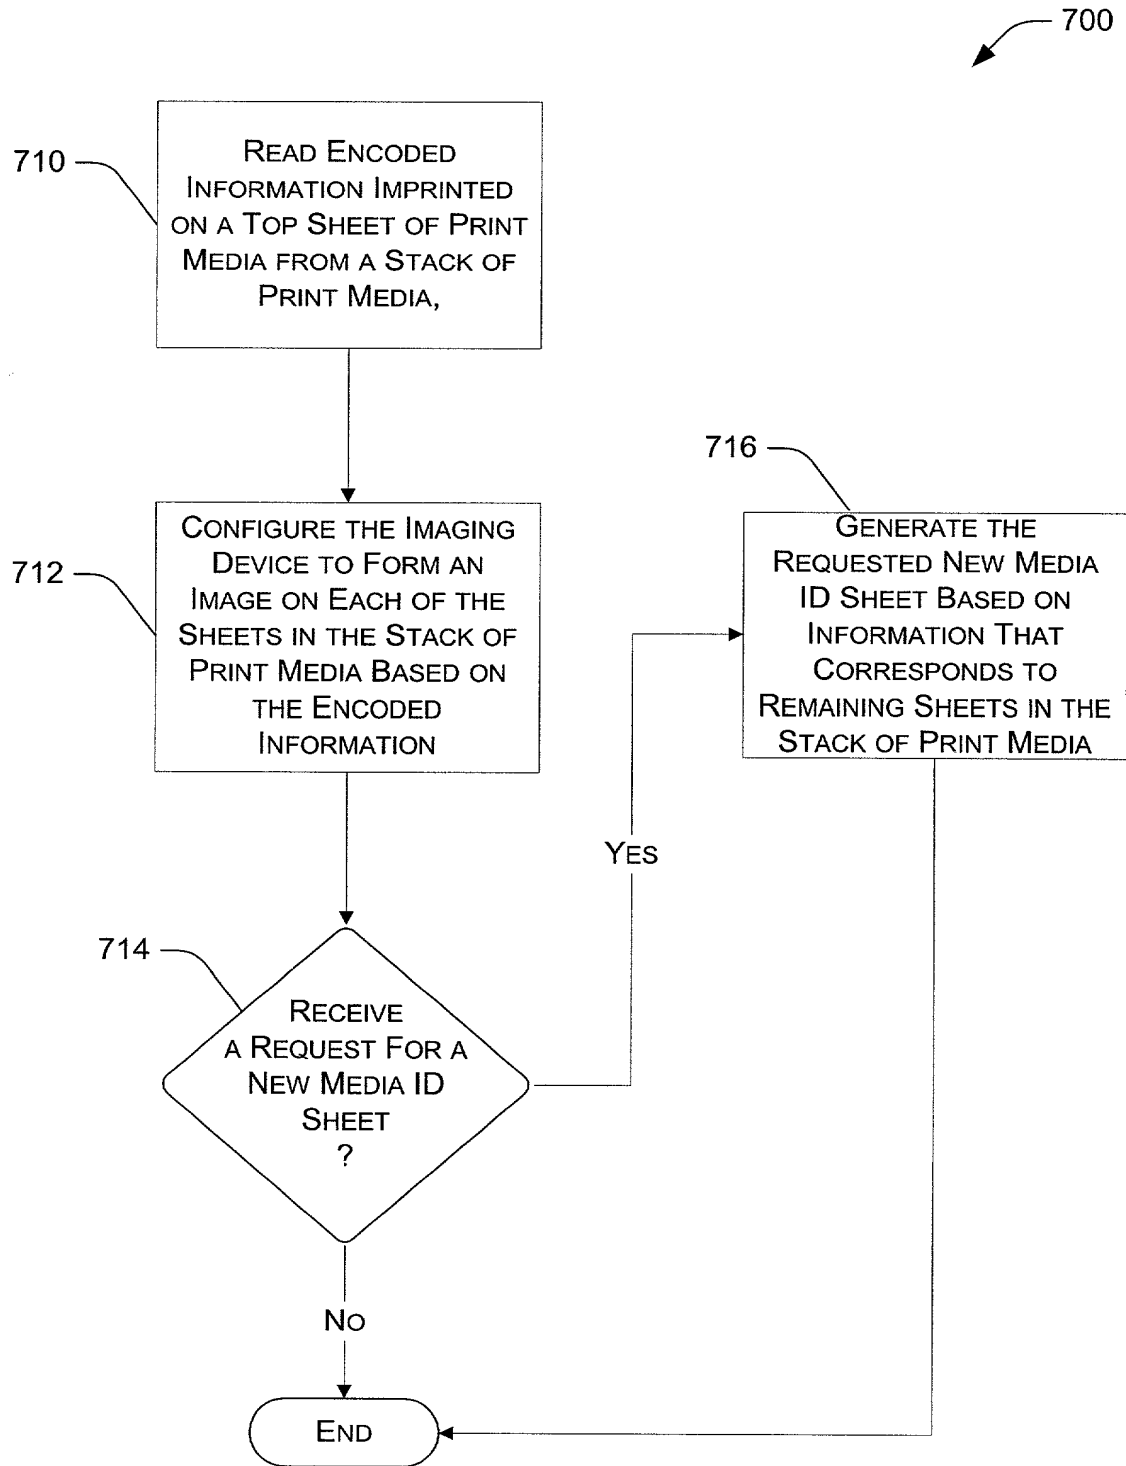 700
710
READ ENCODED
INFORMATION IMPRINTED
ON A TOP SHEET OF PRINT
MEDIA FROM A STACK OF
PRINT MEDIA,
712
CONFIGURE THE IMAGING
DEVICE TO FORM AN
IMAGE ON EACH OF THE
SHEETS IN THE STACK OF
PRINT MEDIA BASED ON
THE ENCODED
INFORMATION
716
GENERATE THE
REQUESTED NEW MEDIA
ID SHEET BASED ON
INFORMATION THAT
CORRESPONDS TO
REMAINING SHEETS IN THE
STACK OF PRINT MEDIA
YES
714
RECEIVE
A REQUEST FOR A
NEW MEDIA ID
SHEET
?
NO
END